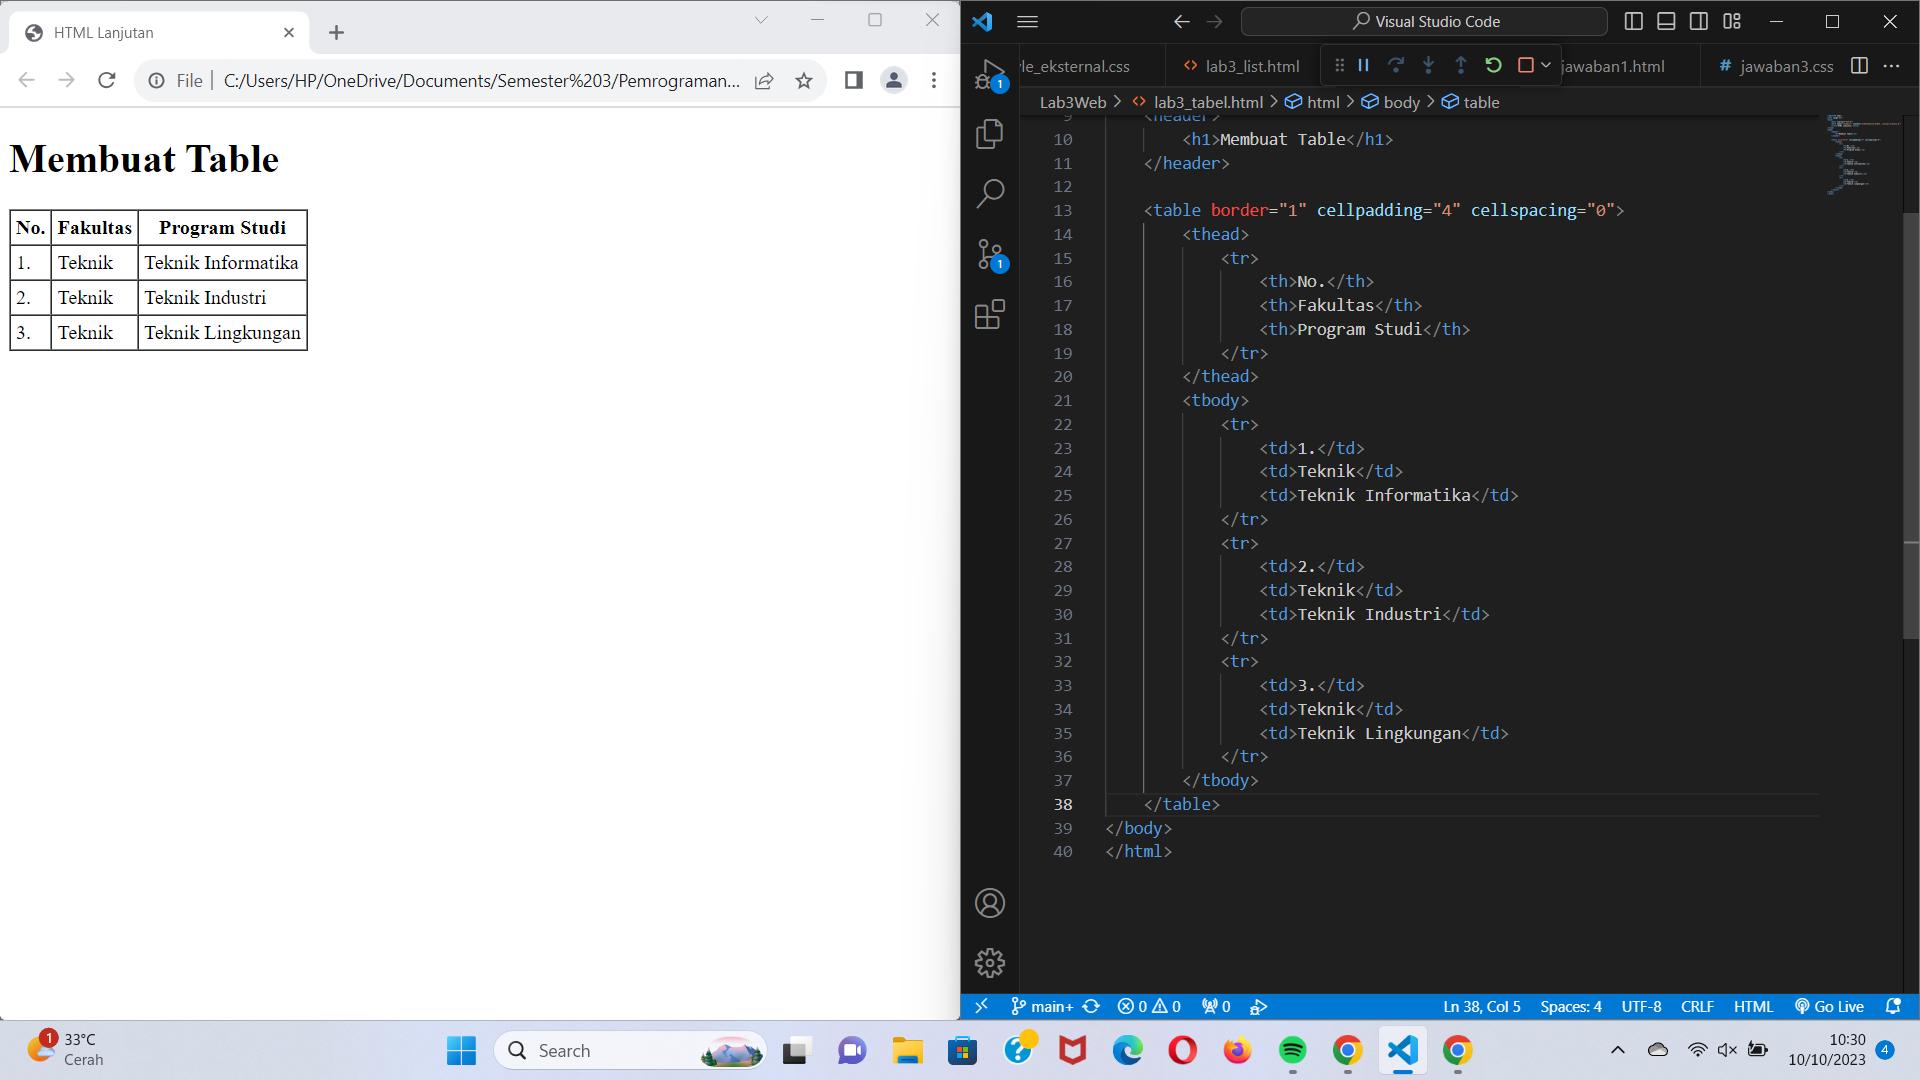 HTML Lanjutan
File
C:/Users/HP/OneDrive/Documents/Semester%203/Pemrograman...
Membuat Table
No. Fakultas Program Studi
1. Teknik Teknik Informatika
2. Teknik Teknik Industri
3. Teknik Teknik Lingkungan
Visual Studio Code
le_eksternal.css
<> lab3_list.html
jawaban1.html
# jawaban3.css
Lab3Web > <> lab3_tabel.html > html > body > table
9 <header>
10 <h1>Membuat Table</h1>
11 </header>
12
13 <table border="1" cellpadding="4" cellspacing="0">
14 <thead>
15 <tr>
16 <th>No.</th>
17 <th>Fakultas</th>
18 <th>Program Studi</th>
19 </tr>
20 </thead>
21 <tbody>
22 <tr>
23 <td>1.</td>
24 <td>Teknik</td>
25 <td>Teknik Informatika</td>
26 </tr>
27 <tr>
28 <td>2.</td>
29 <td>Teknik</td>
30 <td>Teknik Industri</td>
31 </tr>
32 <tr>
33 <td>3.</td>
34 <td>Teknik</td>
35 <td>Teknik Lingkungan</td>
36 </tr>
37 </tbody>
38 </table>
39 </body>
40 </html>
1
1
main+ 0 0 0 Ln 38, Col 5 Spaces: 4 UTF-8 CRLF HTML Go Live
1
33°C
Cerah
Search
10:30
10/10/2023
4